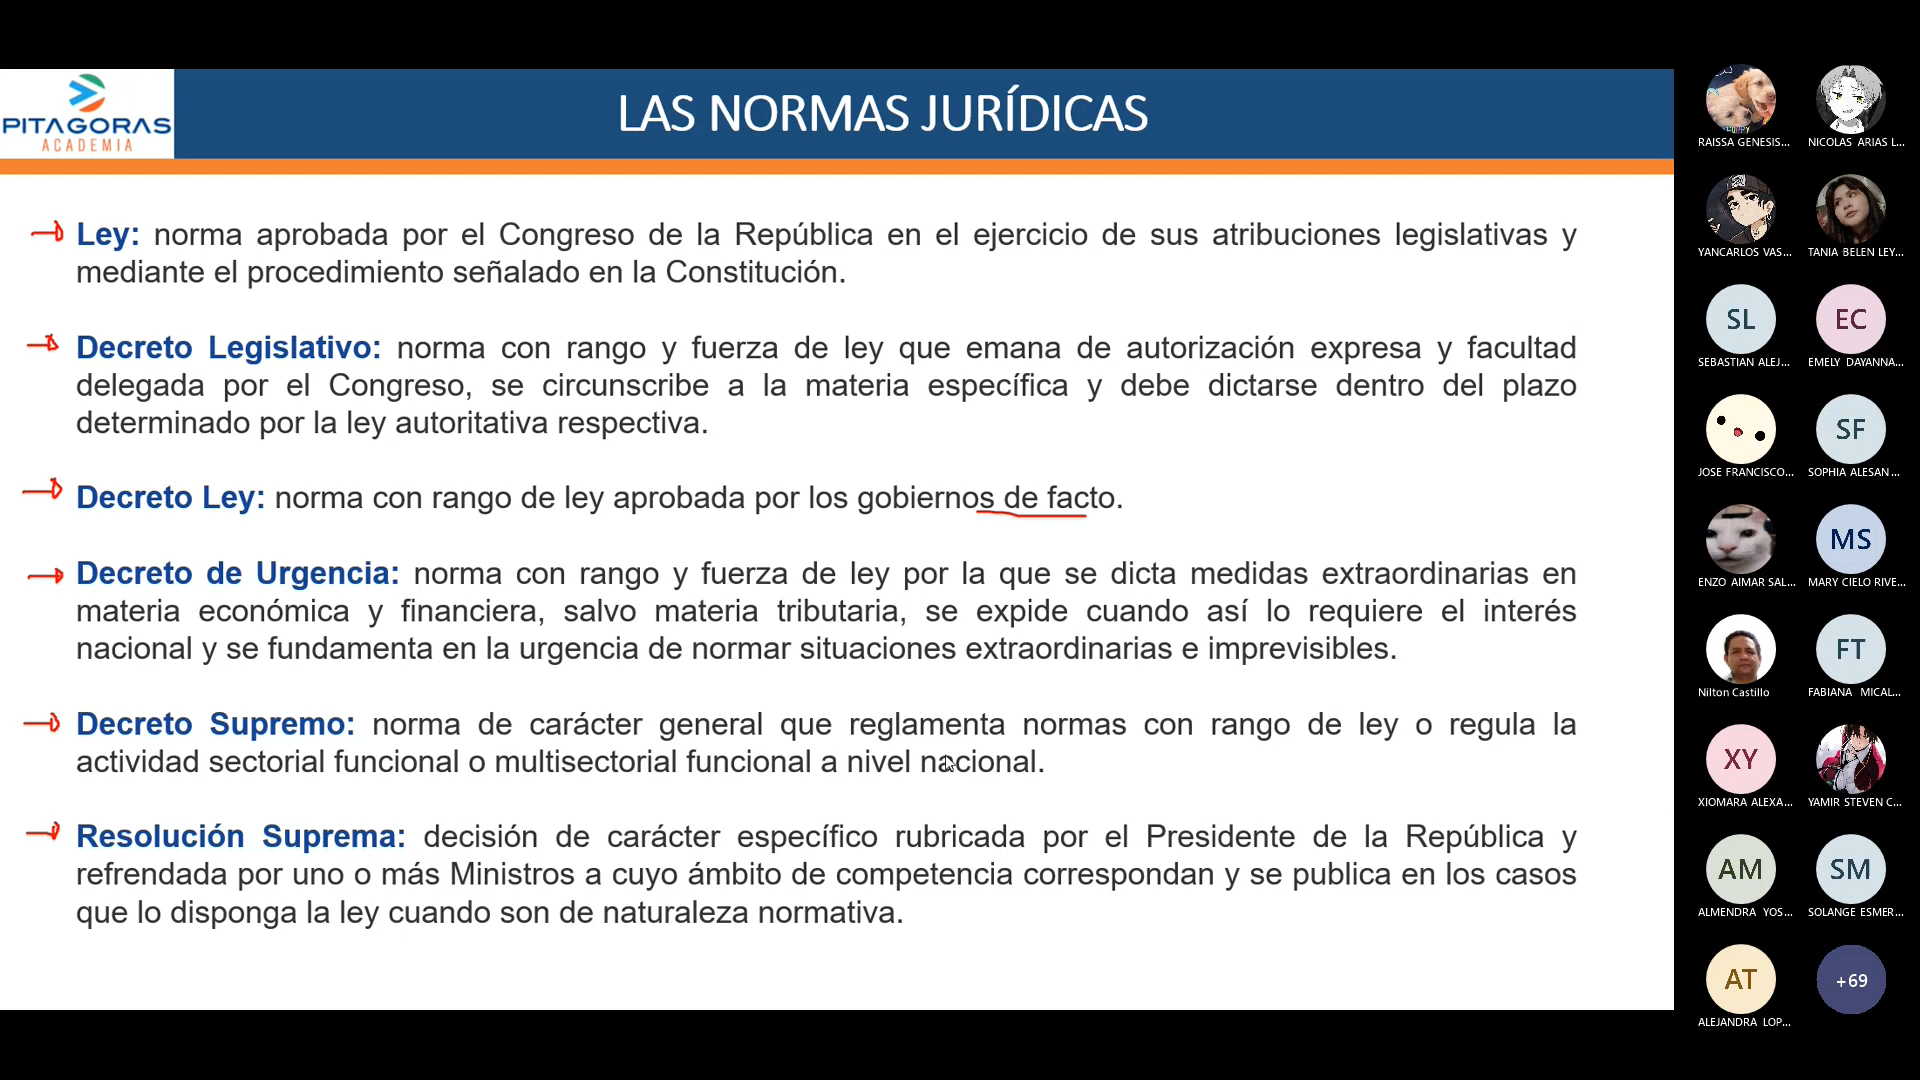 PITAGORAS
ACADEMIA
LAS NORMAS JURÍDICAS
Ley: norma aprobada por el Congreso de la República en el ejercicio de sus atribuciones legislativas y
mediante el procedimiento señalado en la Constitución.
Decreto Legislativo: norma con rango y fuerza de ley que emana de autorización expresa y facultad
delegada por el Congreso, se circunscribe a la materia específica y debe dictarse dentro del plazo
determinado por la ley autoritativa respectiva.
Decreto Ley: norma con rango de ley aprobada por los gobiernos de facto.
Decreto de Urgencia: norma con rango y fuerza de ley por la que se dicta medidas extraordinarias en
materia económica y financiera, salvo materia tributaria, se expide cuando así lo requiere el interés
nacional y se fundamenta en la urgencia de normar situaciones extraordinarias e imprevisibles.
Decreto Supremo: norma de carácter general que reglamenta normas con rango de ley o regula la
actividad sectorial funcional o multisectorial funcional a nivel nacional.
Resolución Suprema: decisión de carácter específico rubricada por el Presidente de la República y
refrendada por uno o más Ministros a cuyo ámbito de competencia correspondan y se publica en los casos
que lo disponga la ley cuando son de naturaleza normativa.
RAISSA GENESIS...
NICOLAS ARIAS L...
YANCARLOS VAS...
TANIA BELEN LEY...
SL
EC
SEBASTIAN ALEJ...
EMELY DAYANNA...
SF
JOSE FRANCISCO...
SOPHIA ALESAN...
MS
ENZO AIMAR SAL...
MARY CIELO RIVE...
FT
Nilton Castillo
FABIANA MICAL...
XY
XIOMARA ALEXA...
YAMIR STEVEN C...
AM
SM
ALMENDRA YOS...
SOLANGE ESMER...
AT
+69
ALEJANDRA LOP...